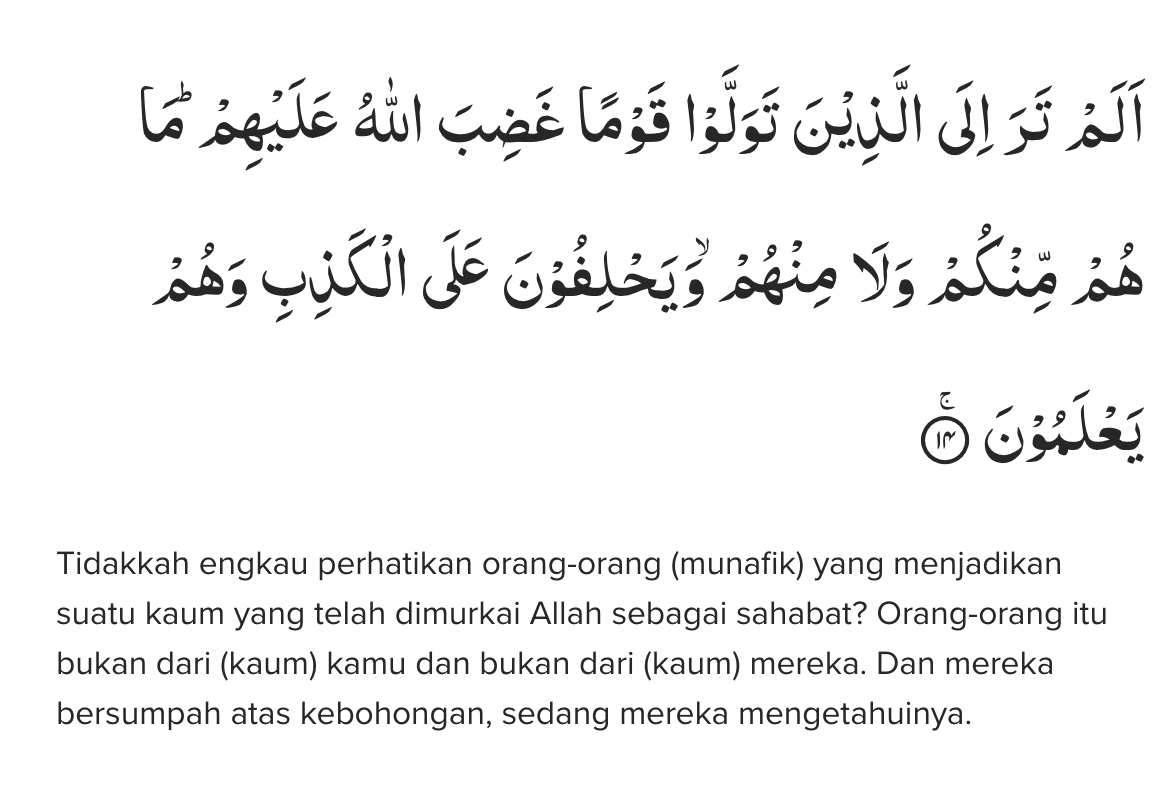 اَلَمْ تَرَ اِلَى الَّذِيْنَ تَوَلَّوْا قَوْمًا غَضِبَ اللّٰهُ عَلَيْهِمْۗ مَا
هُمْ مِّنْكُمْ وَلَا مِنْهُمْۙ وَيَحْلِفُوْنَ عَلَى الْكَذِبِ وَهُمْ
يَعْلَمُوْنَۚ ١٤
Tidakkah engkau perhatikan orang-orang (munafik) yang menjadikan
suatu kaum yang telah dimurkai Allah sebagai sahabat? Orang-orang itu
bukan dari (kaum) kamu dan bukan dari (kaum) mereka. Dan mereka
bersumpah atas kebohongan, sedang mereka mengetahuinya.